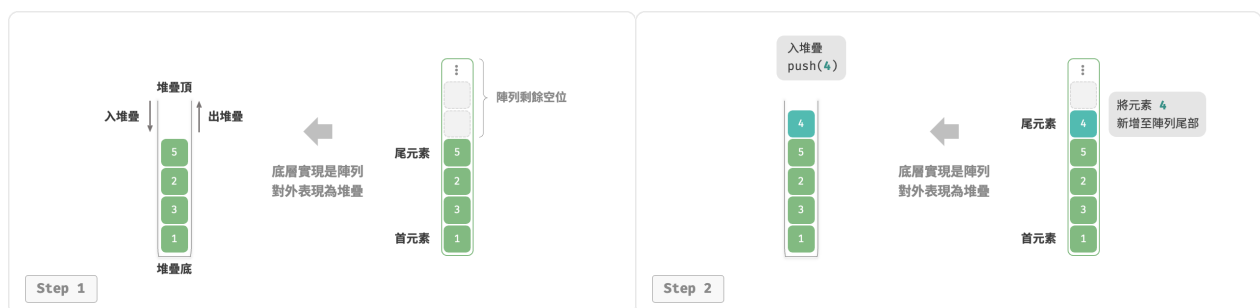 堆疊頂
入堆疊
出堆疊
5
2
3
1
堆疊底
底層實現是陣列
對外表現為堆疊
陣列剩餘空位
尾元素
5
2
3
首元素
1
Step 1
入堆疊
push(4)
4
5
2
3
1
底層實現是陣列
對外表現為堆疊
將元素 4
新增至陣列尾部
尾元素
4
5
2
3
首元素
1
Step 2